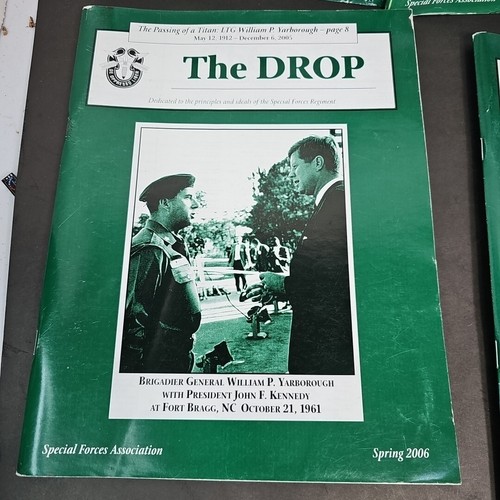 Special Forces Associatio
The Passing of a Titan: LTG William P. Yarborough – page 8
May 12, 1912 – December 6, 2005
The DROP
Dedicated to the principles and ideals of the Special Forces Regiment
BRIGADIER GENERAL WILLIAM P. YARBOROUGH
WITH PRESIDENT JOHN F. KENNEDY
AT FORT BRAGG, NC OCTOBER 21, 1961
Special Forces Association
Spring 2006